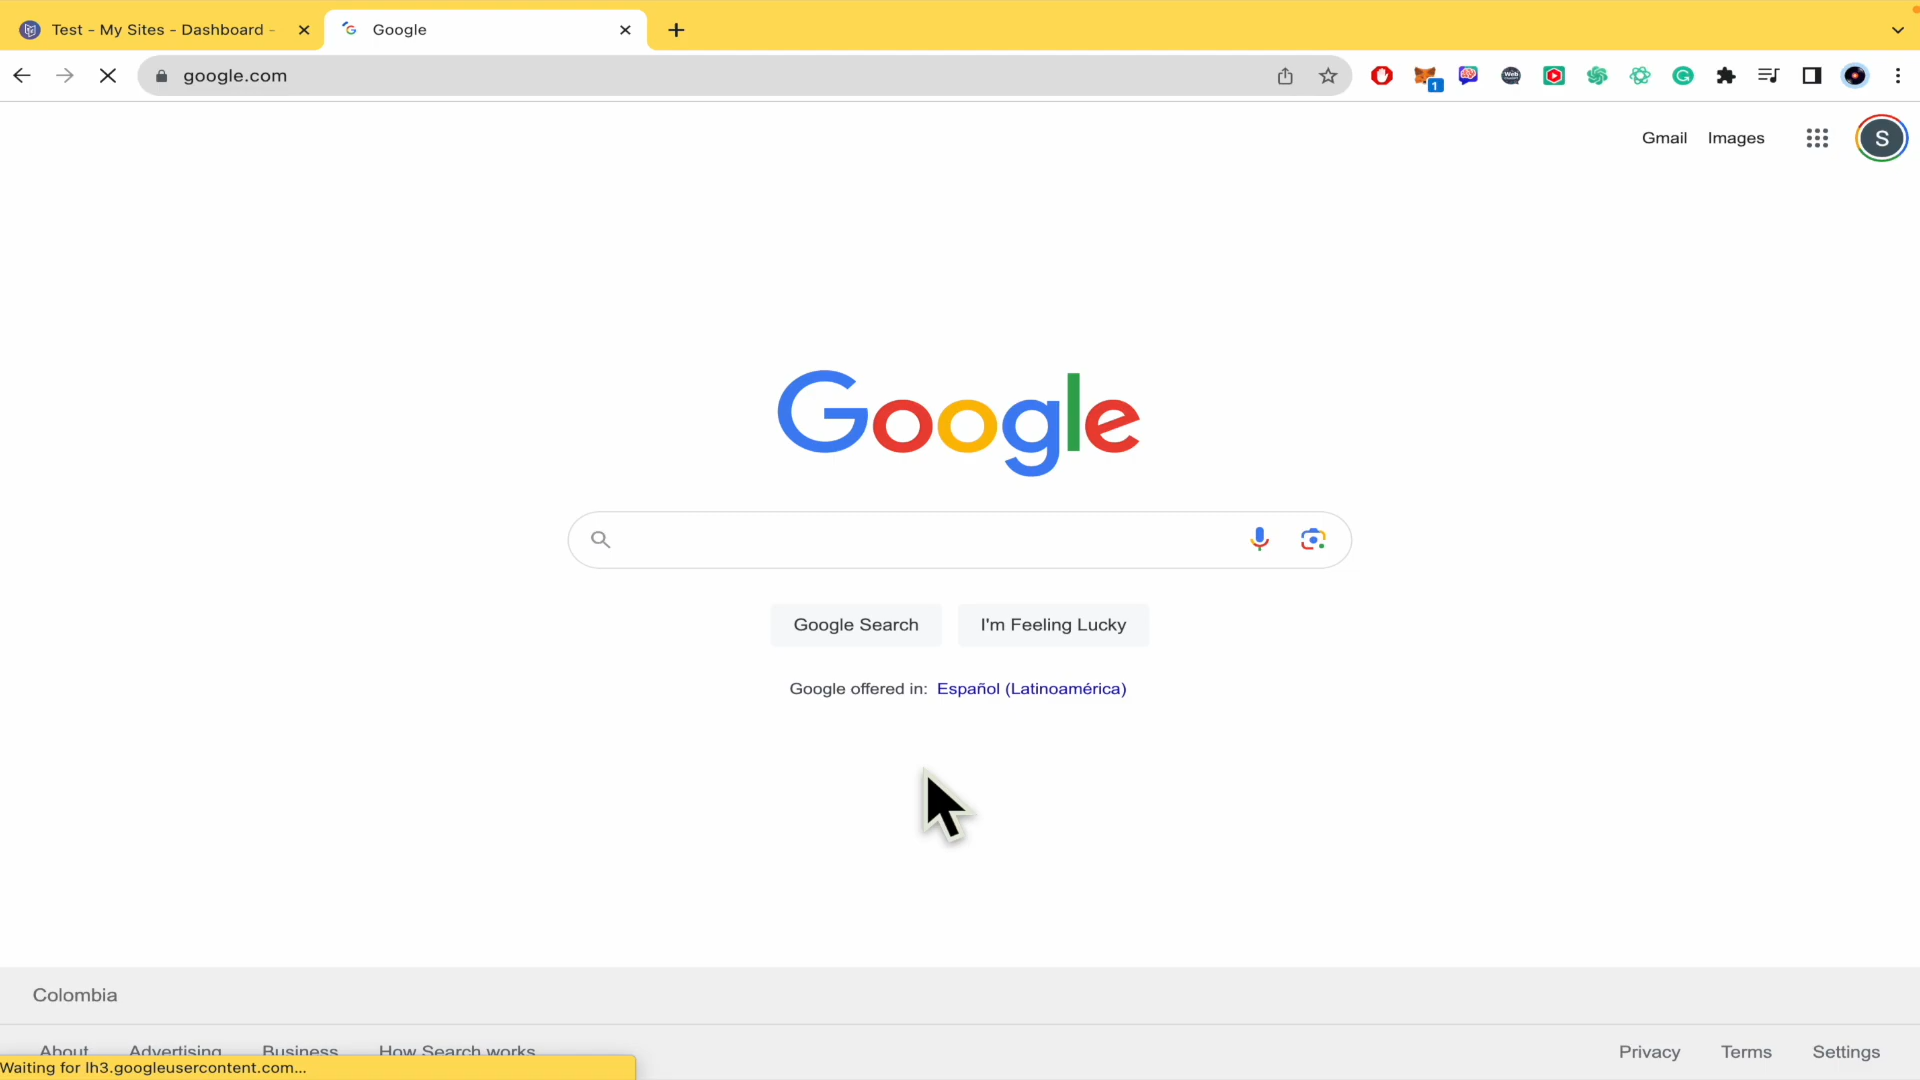 Test - My Sites - Dashboard -
Google
google.com
1
Gmail Images
S
Google
Google Search I'm Feeling Lucky
Google offered in: Español (Latinoamérica)
Colombia
About Advertising Business How Search works
Privacy Terms Settings
Waiting for lh3.googleusercontent.com...